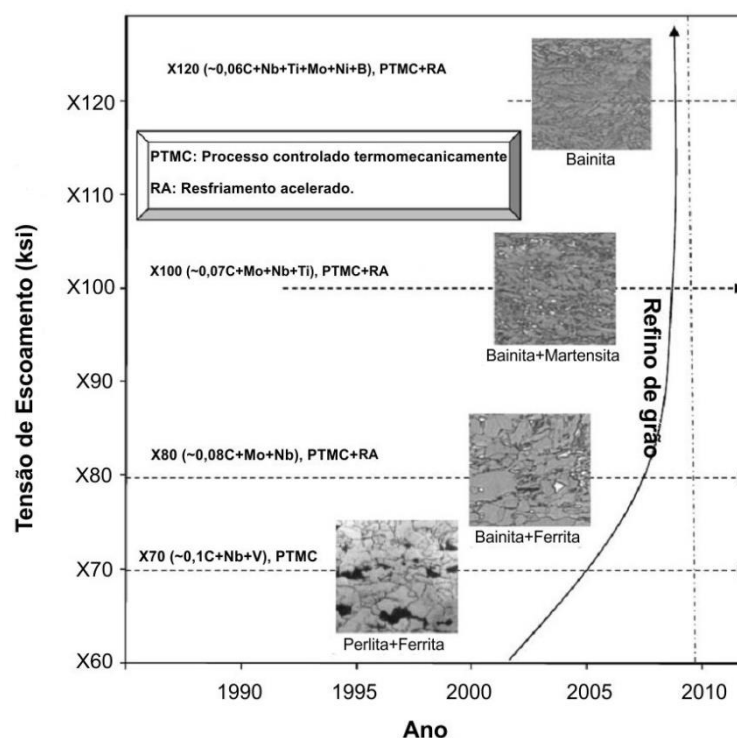 X120 (~0,06C+Nb+Ti+Mo+Ni+B), PTMC+RA
X120
PTMC: Processo controlado termomecanicamente
RA: Resfriamento acelerado.
Bainita
X110
X100 (~0,07C+Mo+Nb+Ti), PTMC+RA
X100
Bainita+Martensita
Refino de grão
Tensão de Escoamento (ksi)
X90
X80 (~0,08C+Mo+Nb), PTMC+RA
X80
Bainita+Ferrita
X70 (~0,1C+Nb+V), PTMC
X70
Perlita+Ferrita
X60
1990 1995 2000 2005 2010
Ano